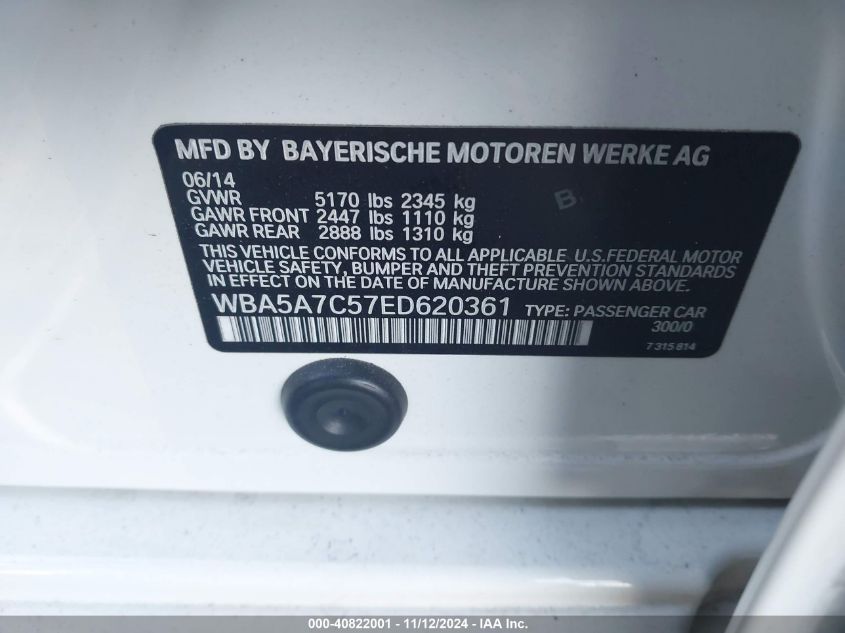 MFD BY BAYERISCHE MOTOREN WERKE AG
06/14
GVWR 5170 lbs 2345 kg
GAWR FRONT 2447 lbs 1110 kg
GAWR REAR 2888 lbs 1310 kg
B
THIS VEHICLE CONFORMS TO ALL APPLICABLE U.S.FEDERAL MOTOR
VEHICLE SAFETY, BUMPER AND THEFT PREVENTION STANDARDS
IN EFFECT ON THE DATE OF MANUFACTURE SHOWN ABOVE.
WBA5A7C57ED620361 TYPE: PASSENGER CAR
300/0
7 315 814
000-40822001 - 11/12/2024 - IAA Inc.